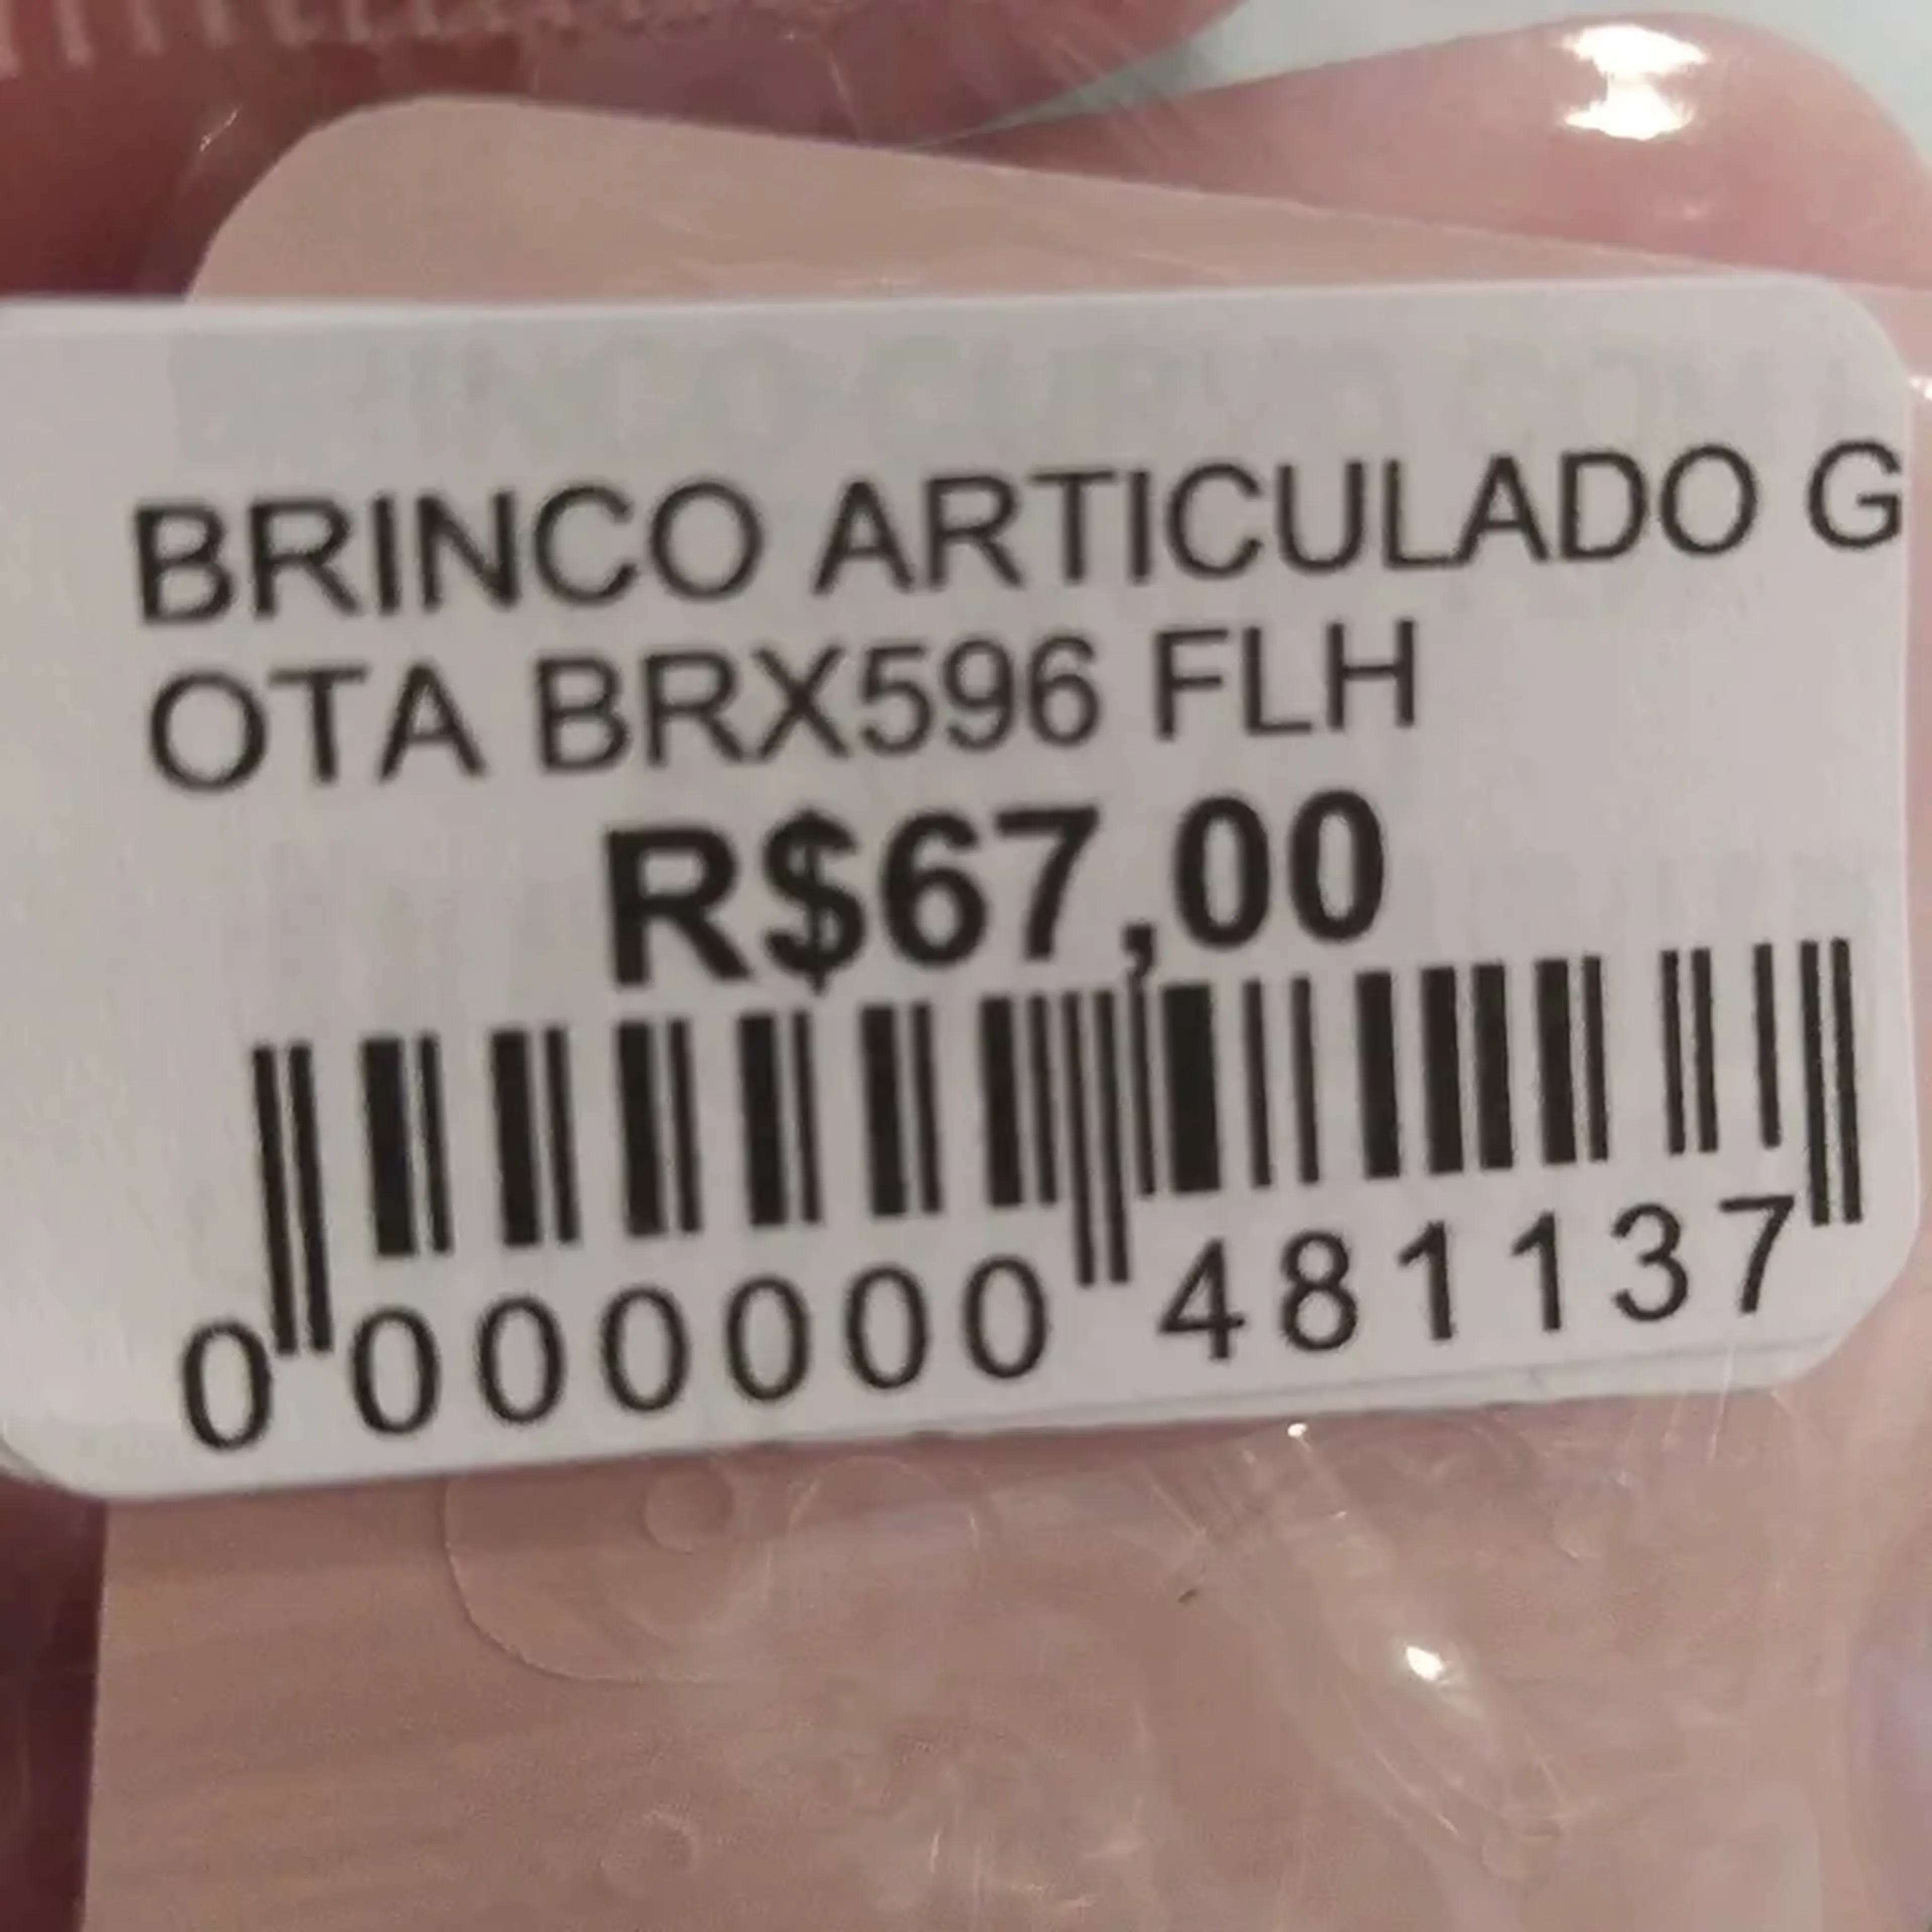 BRINCO ARTICULADO G
OTA BRX596 FLH
R$67,00
0 000000 481137